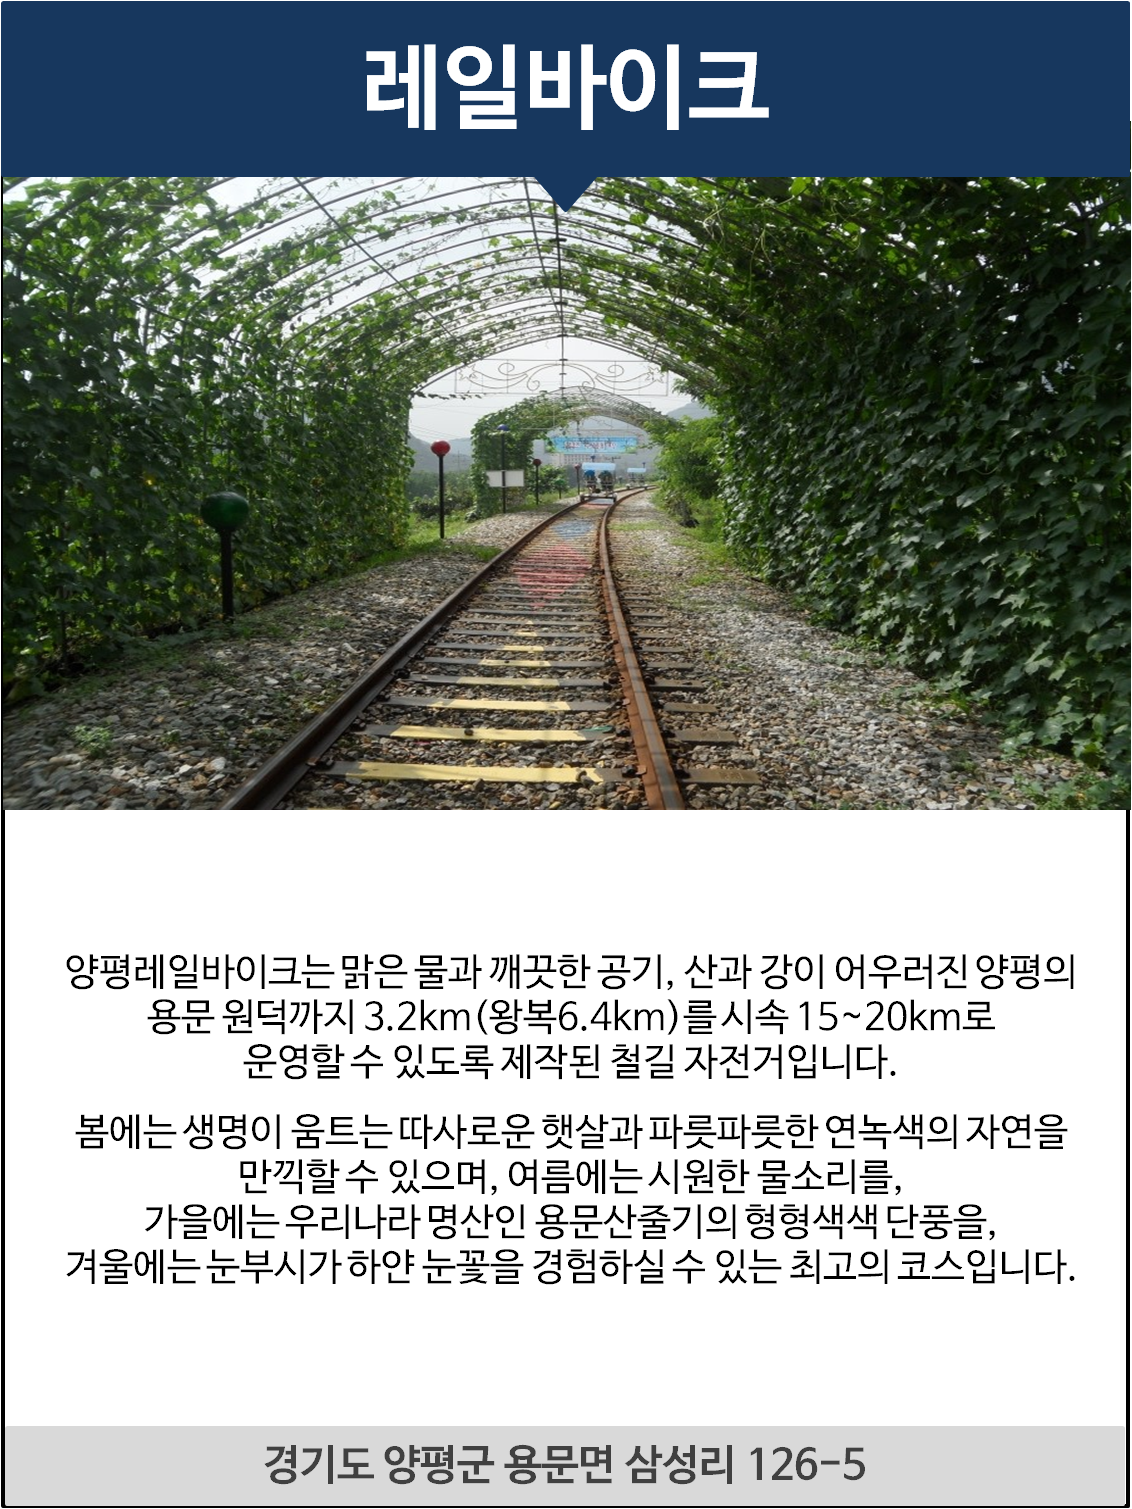 레일바이크
양평레일바이크는 맑은 물과 깨끗한 공기, 산과 강이 어우러진 양평의
용문 원덕까지 3.2km(왕복6.4km)를 시속 15~20km로
운영할 수 있도록 제작된 철길 자전거입니다.
봄에는 생명이 움트는 따사로운 햇살과 파릇파릇한 연녹색의 자연을
만끽할 수 있으며, 여름에는 시원한 물소리를,
가을에는 우리나라 명산인 용문산줄기의 형형색색 단풍을,
겨울에는 눈부시가 하얀 눈꽃을 경험하실 수 있는 최고의 코스입니다.
경기도 양평군 용문면 삼성리 126-5